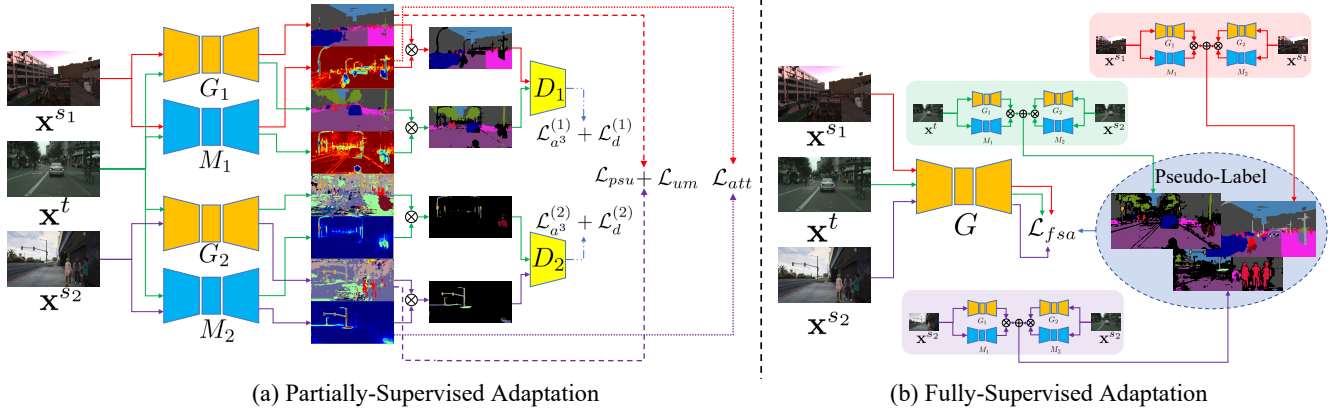 x^{s_1}
x^t
x^{s_2}
G_1
M_1
G_2
M_2
D_1
L_{a^3}^{(1)} + L_d^{(1)}
L_{psu} + L_{um}
L_{att}
L_{a^3}^{(2)} + L_d^{(2)}
D_2
(a) Partially-Supervised Adaptation
x^{s_1}
x^t
x^{s_2}
G
L_{fsa}
x^{s_1}
G_1
M_1
G_2
M_2
x^{s_1}
x^t
G_1
M_1
G_2
M_2
x^{s_2}
Pseudo-Label
x^{s_2}
G_1
M_1
G_2
M_2
x^{s_2}
(b) Fully-Supervised Adaptation